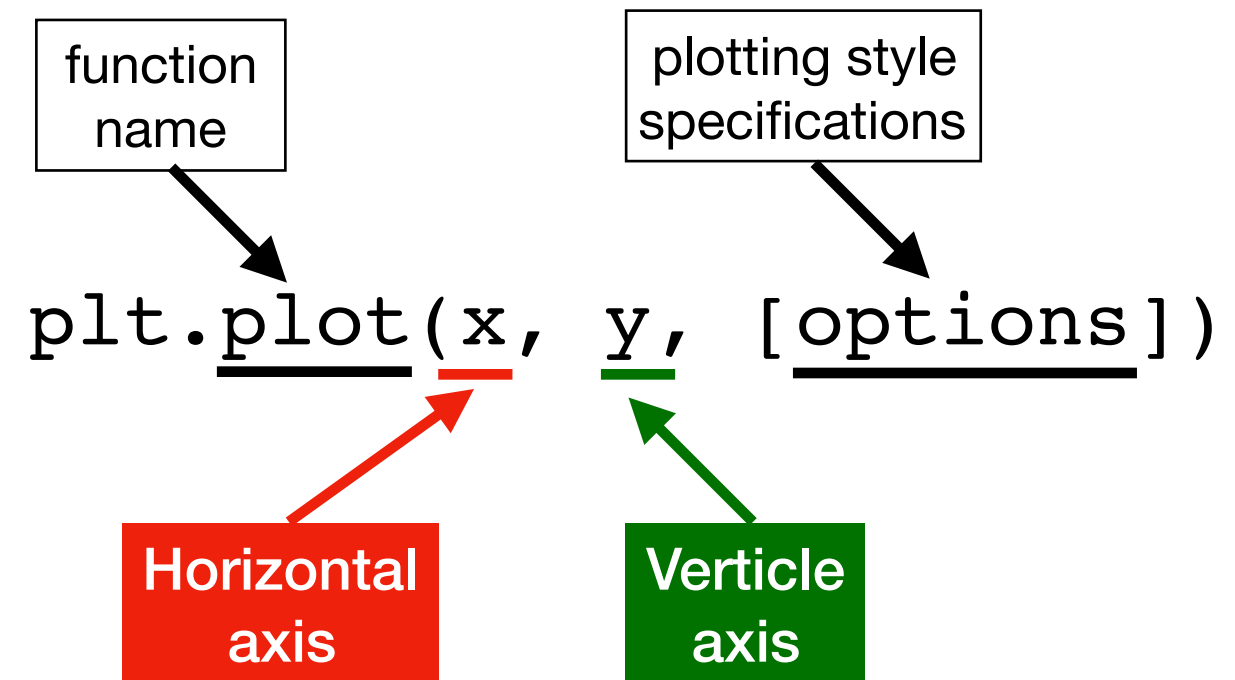 function
name
plotting style
specifications
plt.plot(x, y, [options])
Horizontal
axis
Verticle
axis